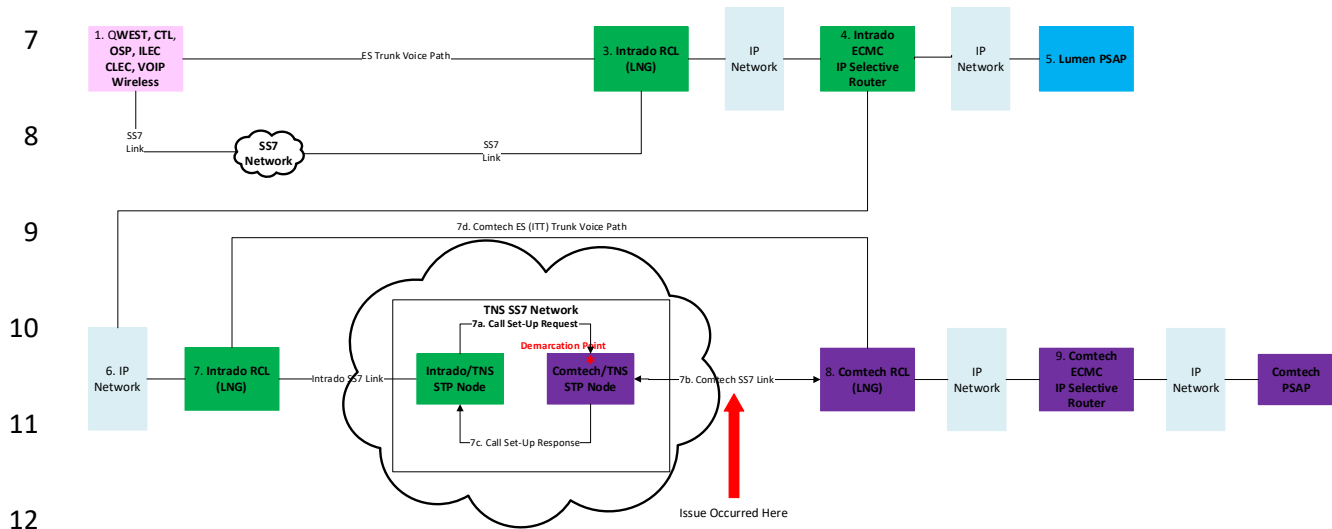 7
1. QWEST, CTL,
OSP, ILEC
CLEC, VOIP
Wireless
ES Trunk Voice Path
3. Intrado RCL
(LNG)
IP
Network
4. Intrado
ECMC
IP Selective
Router
IP
Network
5. Lumen PSAP
8
SS7
Link
SS7
Network
SS7
Link
9
7d. Comtech ES (ITT) Trunk Voice Path
10
TNS SS7 Network
7a. Call Set-Up Request
Demarcation Point
6. IP
Network
7. Intrado RCL
(LNG)
Intrado SS7 Link
Intrado/TNS
STP Node
Comtech/TNS
STP Node
7b. Comtech SS7 Link
8. Comtech RCL
(LNG)
IP
Network
9. Comtech
ECMC
IP Selective
Router
IP
Network
Comtech
PSAP
11
7c. Call Set-Up Response
Issue Occurred Here
12